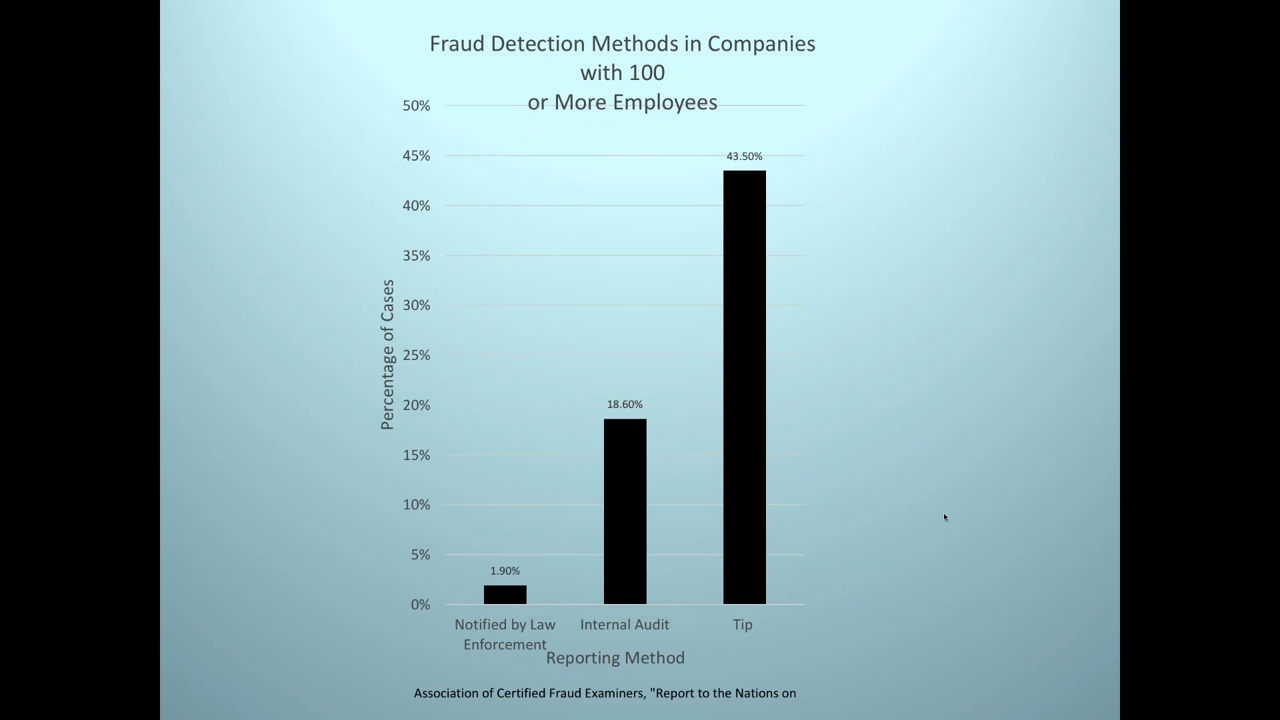 Fraud Detection Methods in Companies
with 100
or More Employees
50%
45%
40%
35%
30%
25%
20%
15%
10%
5%
0%
Percentage of Cases
1.90%
18.60%
43.50%
Notified by Law
Enforcement
Internal Audit
Tip
Reporting Method
Association of Certified Fraud Examiners, "Report to the Nations on